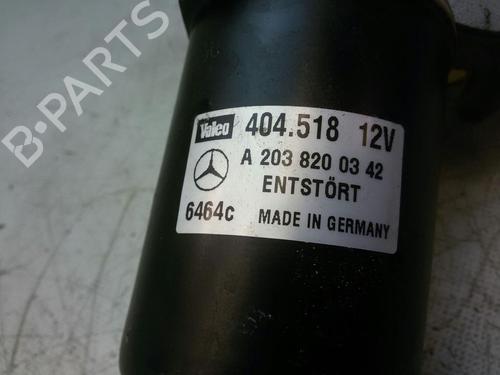 B-PARTS
Valeo 404.518 12V
A 203 820 03 42
ENTSTÖRT
6464c MADE IN GERMANY